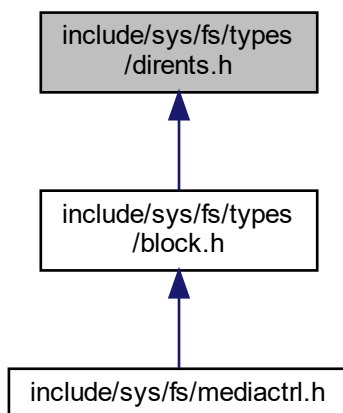 include/sys/fs/types
/dirents.h
include/sys/fs/types
/block.h
include/sys/fs/mediactrl.h